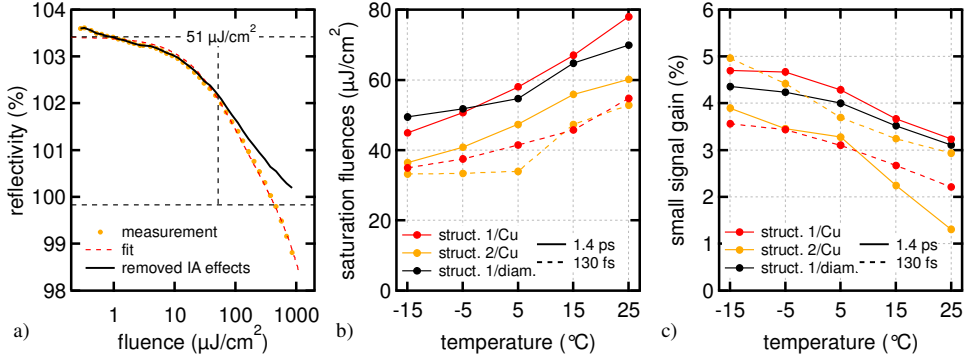 reflectivity (%)
104
103
102
101
100
99
98
51 µJ/cm²
measurement
fit
removed IA effects
1
10
100
1000
fluence (µJ/cm²)
a)
saturation fluences (µJ/cm²)
80
60
40
20
0
struct. 1/Cu
struct. 2/Cu
struct. 1/diam.
1.4 ps
130 fs
-15
-5
5
15
25
temperature (°C)
b)
small signal gain (%)
6
5
4
3
2
1
0
struct. 1/Cu
struct. 2/Cu
struct. 1/diam.
1.4 ps
130 fs
-15
-5
5
15
25
temperature (°C)
c)